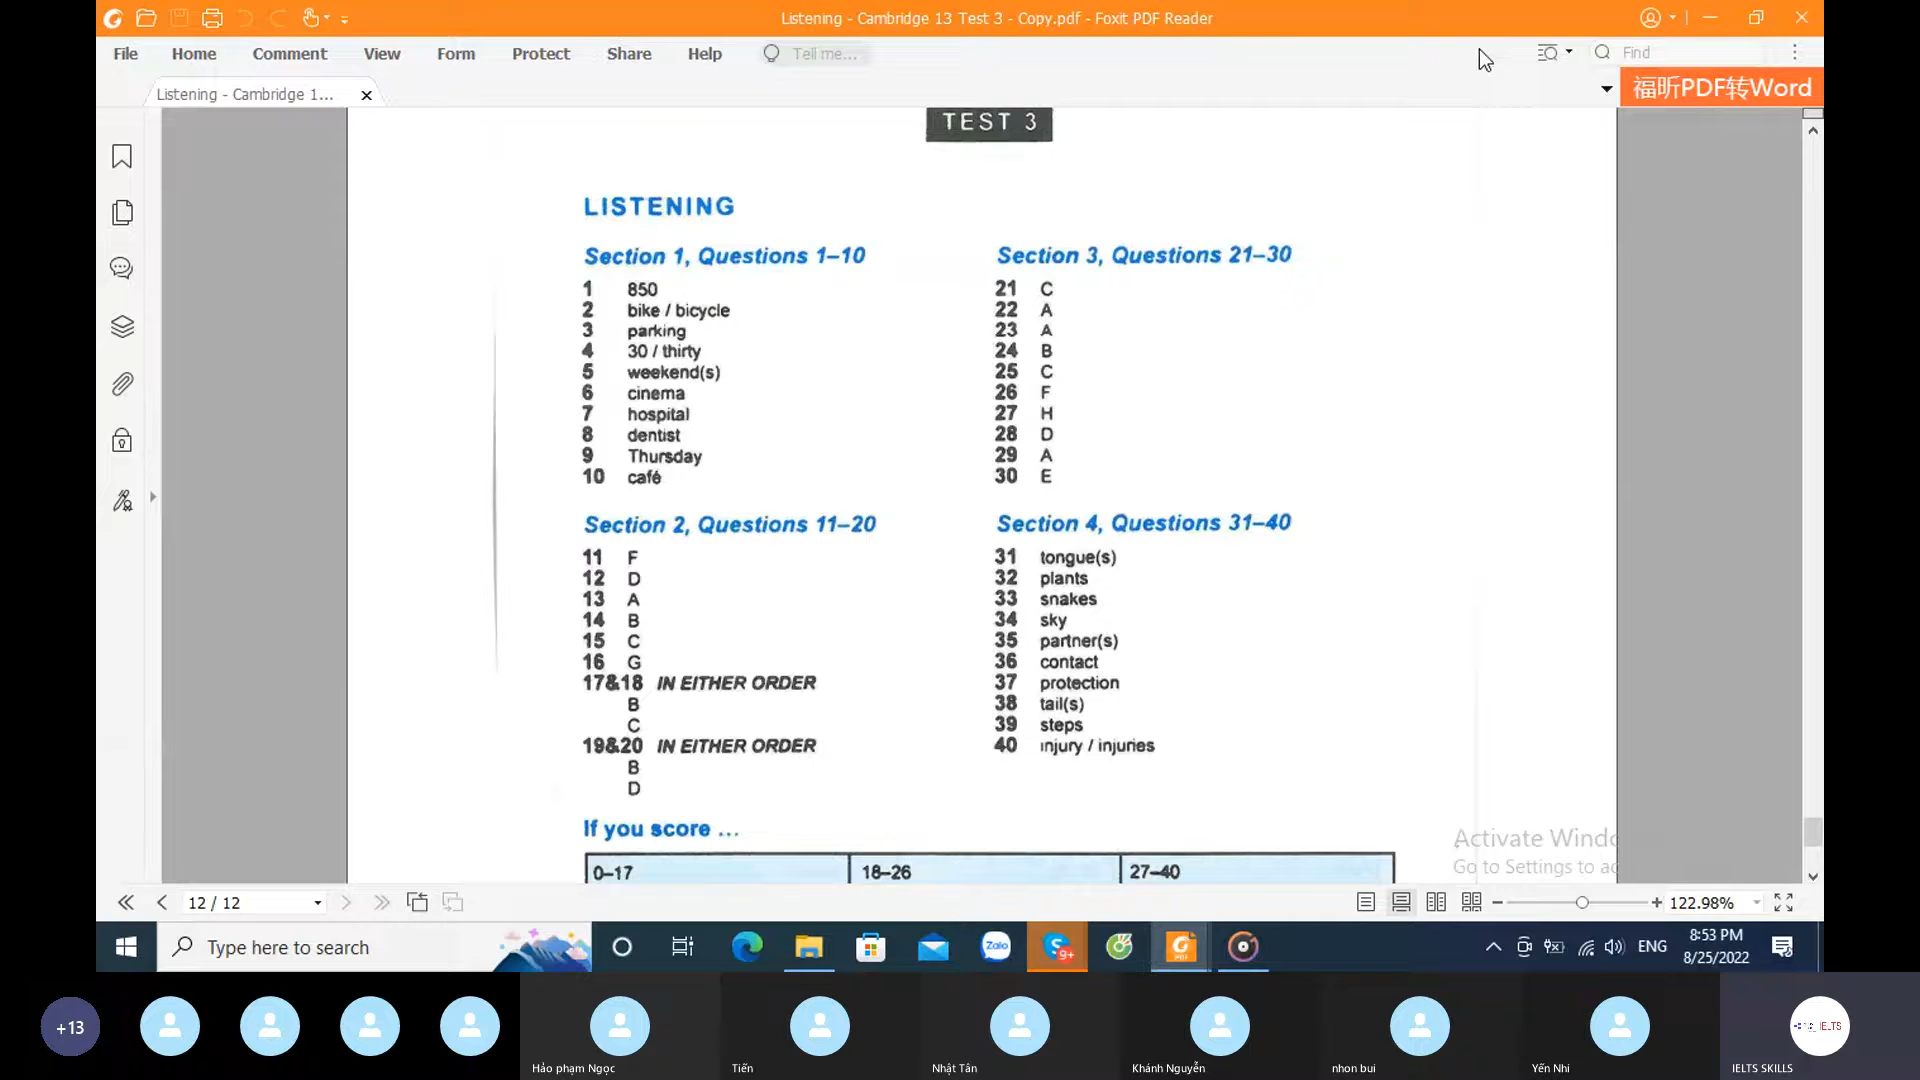 Listening - Cambridge 13 Test 3 - Copy.pdf - Foxit PDF Reader
File Home Comment View Form Protect Share Help Tell me... Find
Listening - Cambridge 1...
福昕PDF转Word
TEST 3
LISTENING
Section 1, Questions 1–10
1 850
2 bike / bicycle
3 parking
4 30 / thirty
5 weekend(s)
6 cinema
7 hospital
8 dentist
9 Thursday
10 café
Section 2, Questions 11–20
11 F
12 D
13 A
14 B
15 C
16 G
17&18 IN EITHER ORDER
B
C
19&20 IN EITHER ORDER
B
D
Section 3, Questions 21–30
21 C
22 A
23 A
24 B
25 C
26 F
27 H
28 D
29 A
30 E
Section 4, Questions 31–40
31 tongue(s)
32 plants
33 snakes
34 sky
35 partner(s)
36 contact
37 protection
38 tail(s)
39 steps
40 injury / injuries
If you score ...
0–17 18–26 27–40
Activate Windo
Go to Settings to ac
12 / 12
122.98%
Type here to search
Zalo
9+
PDF
ENG
8:53 PM
8/25/2022
+13
IELTS
Hảo phạm Ngọc
Tiến
Nhật Tân
Khánh Nguyễn
nhon bui
Yến Nhi
IELTS SKILLS